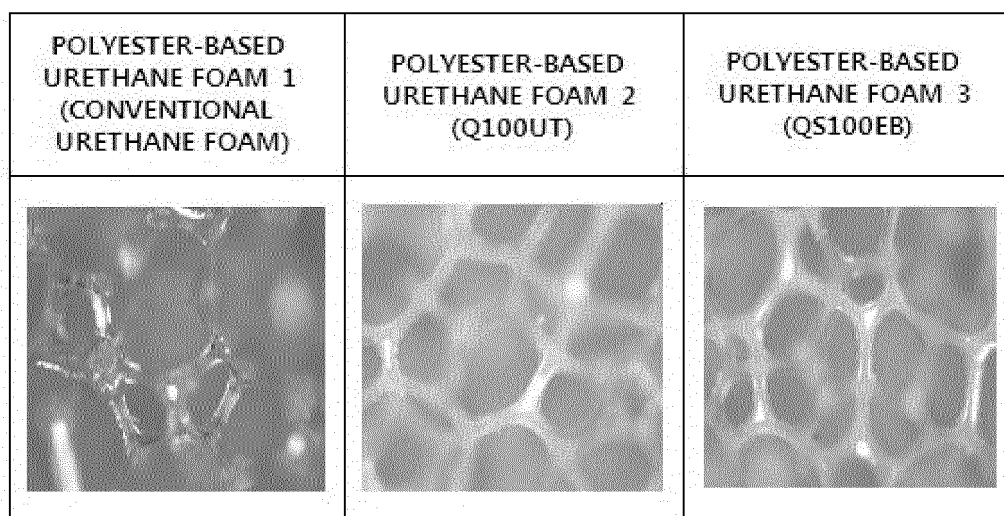 POLYESTER-BASED
URETHANE FOAM 1
(CONVENTIONAL
URETHANE FOAM)
POLYESTER-BASED
URETHANE FOAM 2
(Q100UT)
POLYESTER-BASED
URETHANE FOAM 3
(QS100EB)